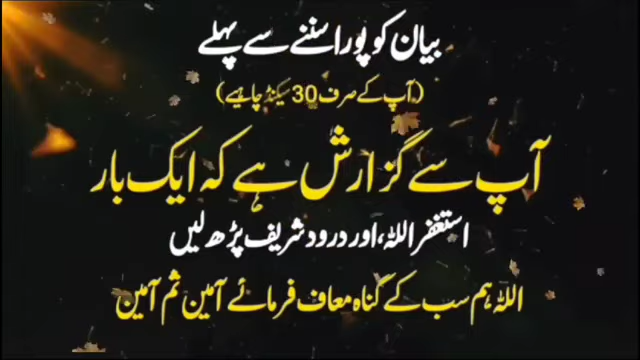 بیان کو پورا سننے سے پہلے
(آپ کے صرف 30 سیکنڈ چاہیے)
آپ سے گزارش ہے کہ ایک بار
استغفر اللہ، اور درود شریف پڑھ لیں
اللہ ہم سب کے گناہ معاف فرمائے آمین ثم آمین